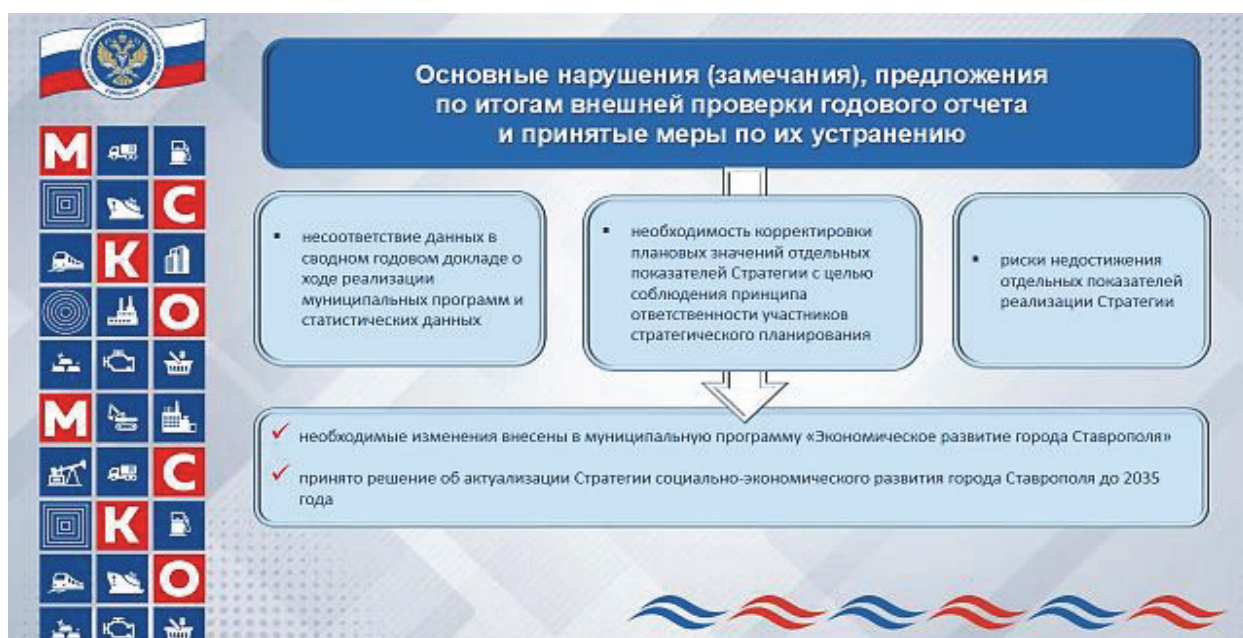 Основные нарушения (замечания), предложения
по итогам внешней проверки годового отчета
и принятые меры по их устранению
▪ несоответствие данных в
сводном годовом докладе о
ходе реализации
муниципальных программ и
статистических данных
▪ необходимость корректировки
плановых значений отдельных
показателей Стратегии с целью
соблюдения принципа
ответственности участников
стратегического планирования
▪ риски недостижения
отдельных показателей
реализации Стратегии
✓ необходимые изменения внесены в муниципальную программу «Экономическое развитие города Ставрополя»
✓ принято решение об актуализации Стратегии социально-экономического развития города Ставрополя до 2035
года
М
С
К
О
М
С
К
О